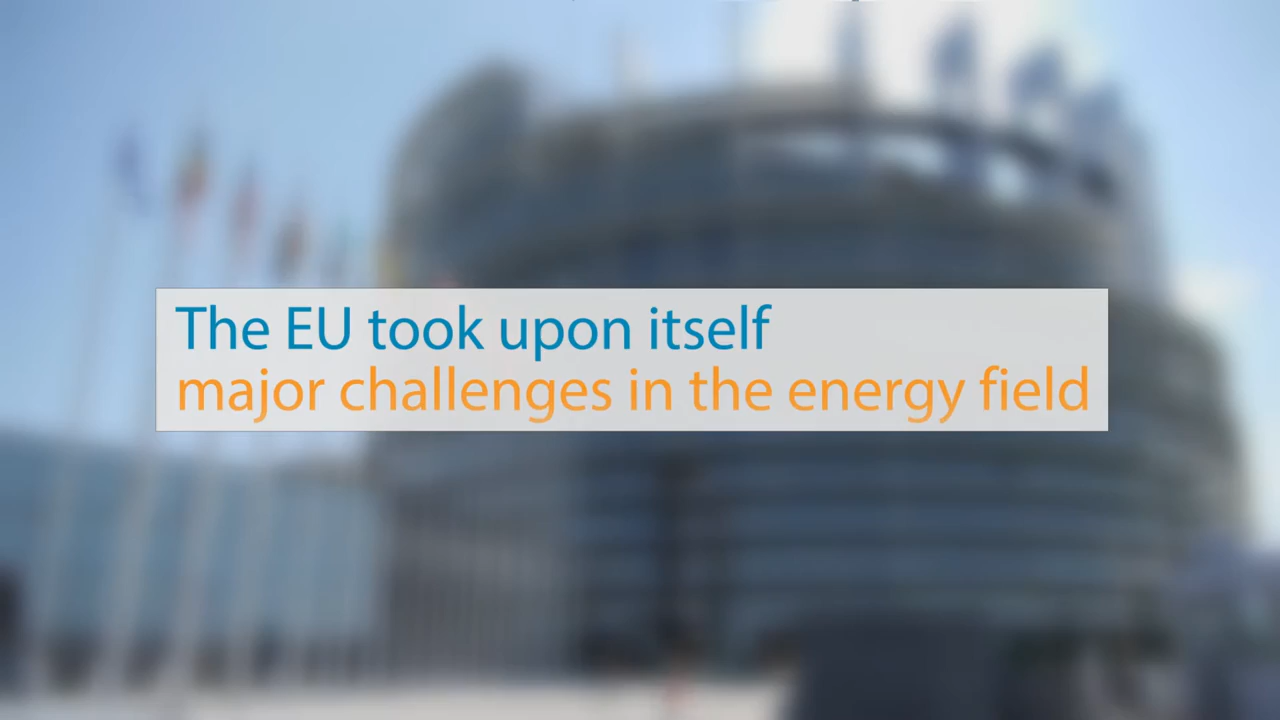 The EU took upon itself
major challenges in the energy field